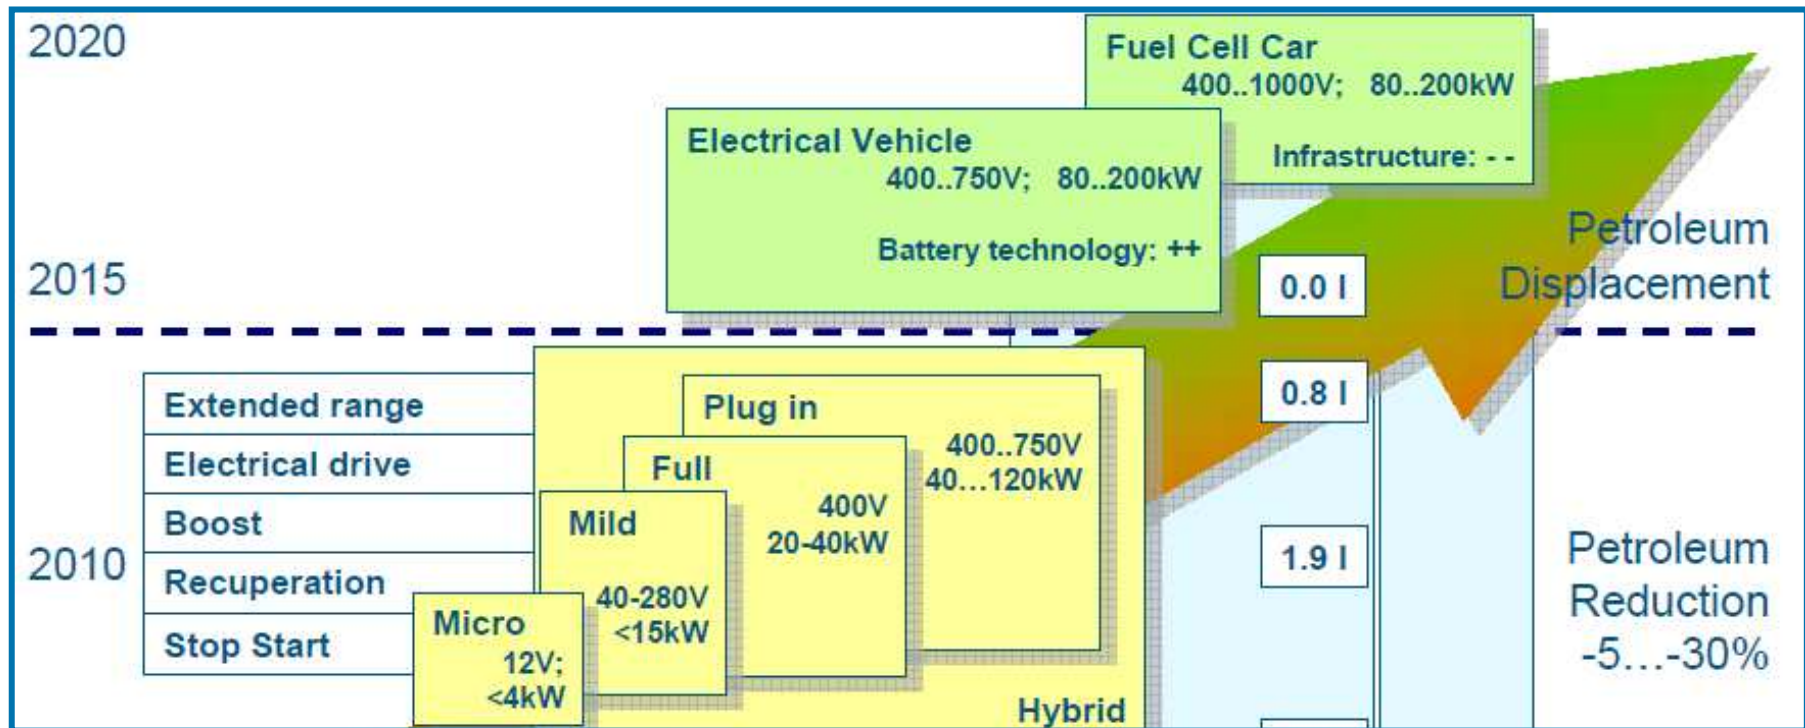 2020
Fuel Cell Car
400..1000V; 80..200kW
Infrastructure: - -
Electrical Vehicle
400..750V; 80..200kW
Battery technology: ++
2015
0.0 l
Petroleum
Displacement
Extended range
Electrical drive
Boost
Recuperation
Stop Start
2010
Plug in
400..750V
40...120kW
Full
400V
20-40kW
Mild
40-280V
<15kW
Micro
12V;
<4kW
Hybrid
0.8 l
1.9 l
Petroleum
Reduction
-5...-30%